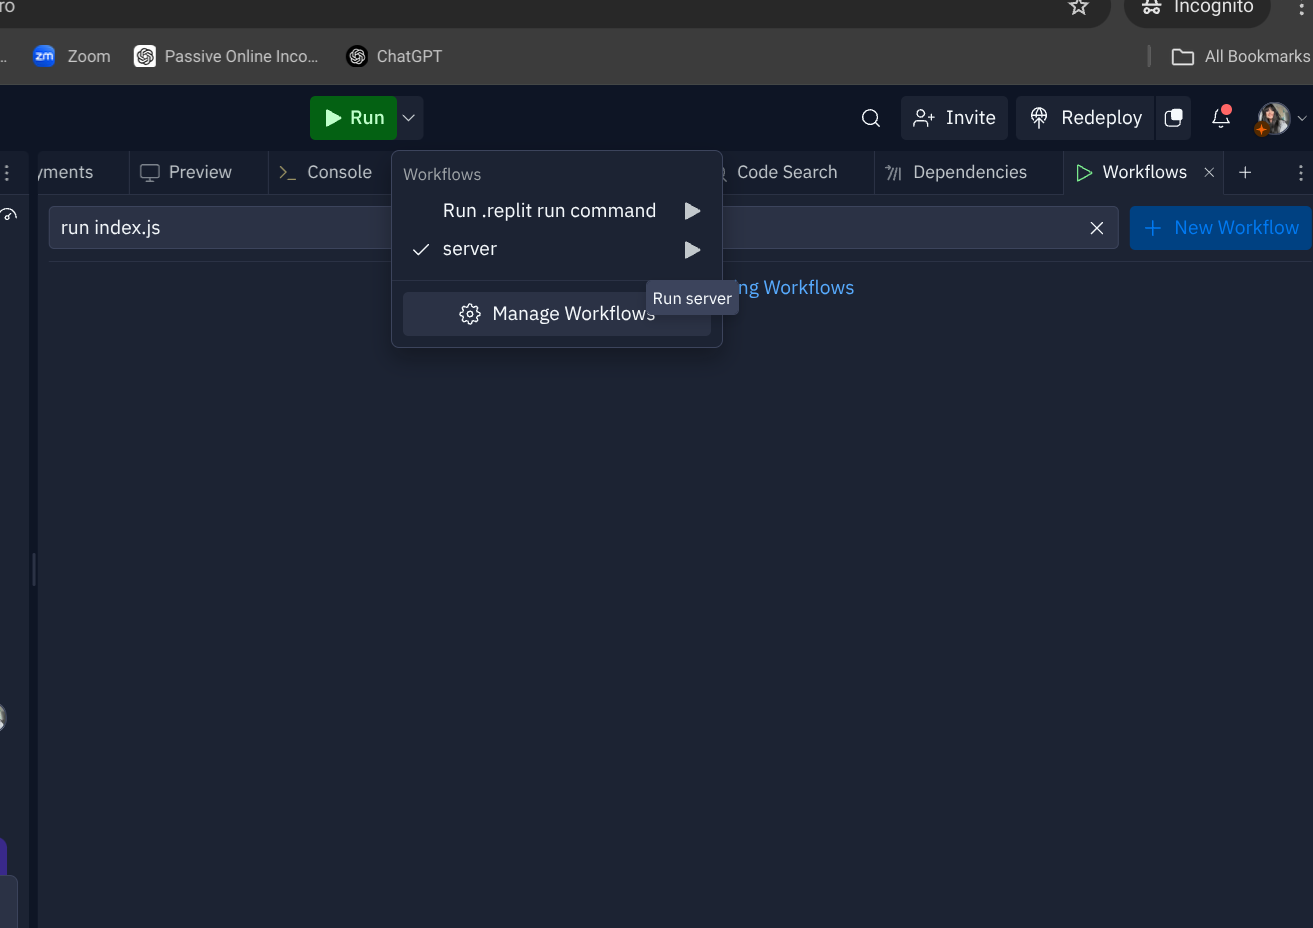 ro
Incognito
zm Zoom
Passive Online Inco...
ChatGPT
All Bookmarks
Run
Invite
Redeploy
yments
Preview
Console
Code Search
Dependencies
Workflows
run index.js
New Workflow
Workflows
Run .replit run command
server
Manage Workflows
Run server
ng Workflows